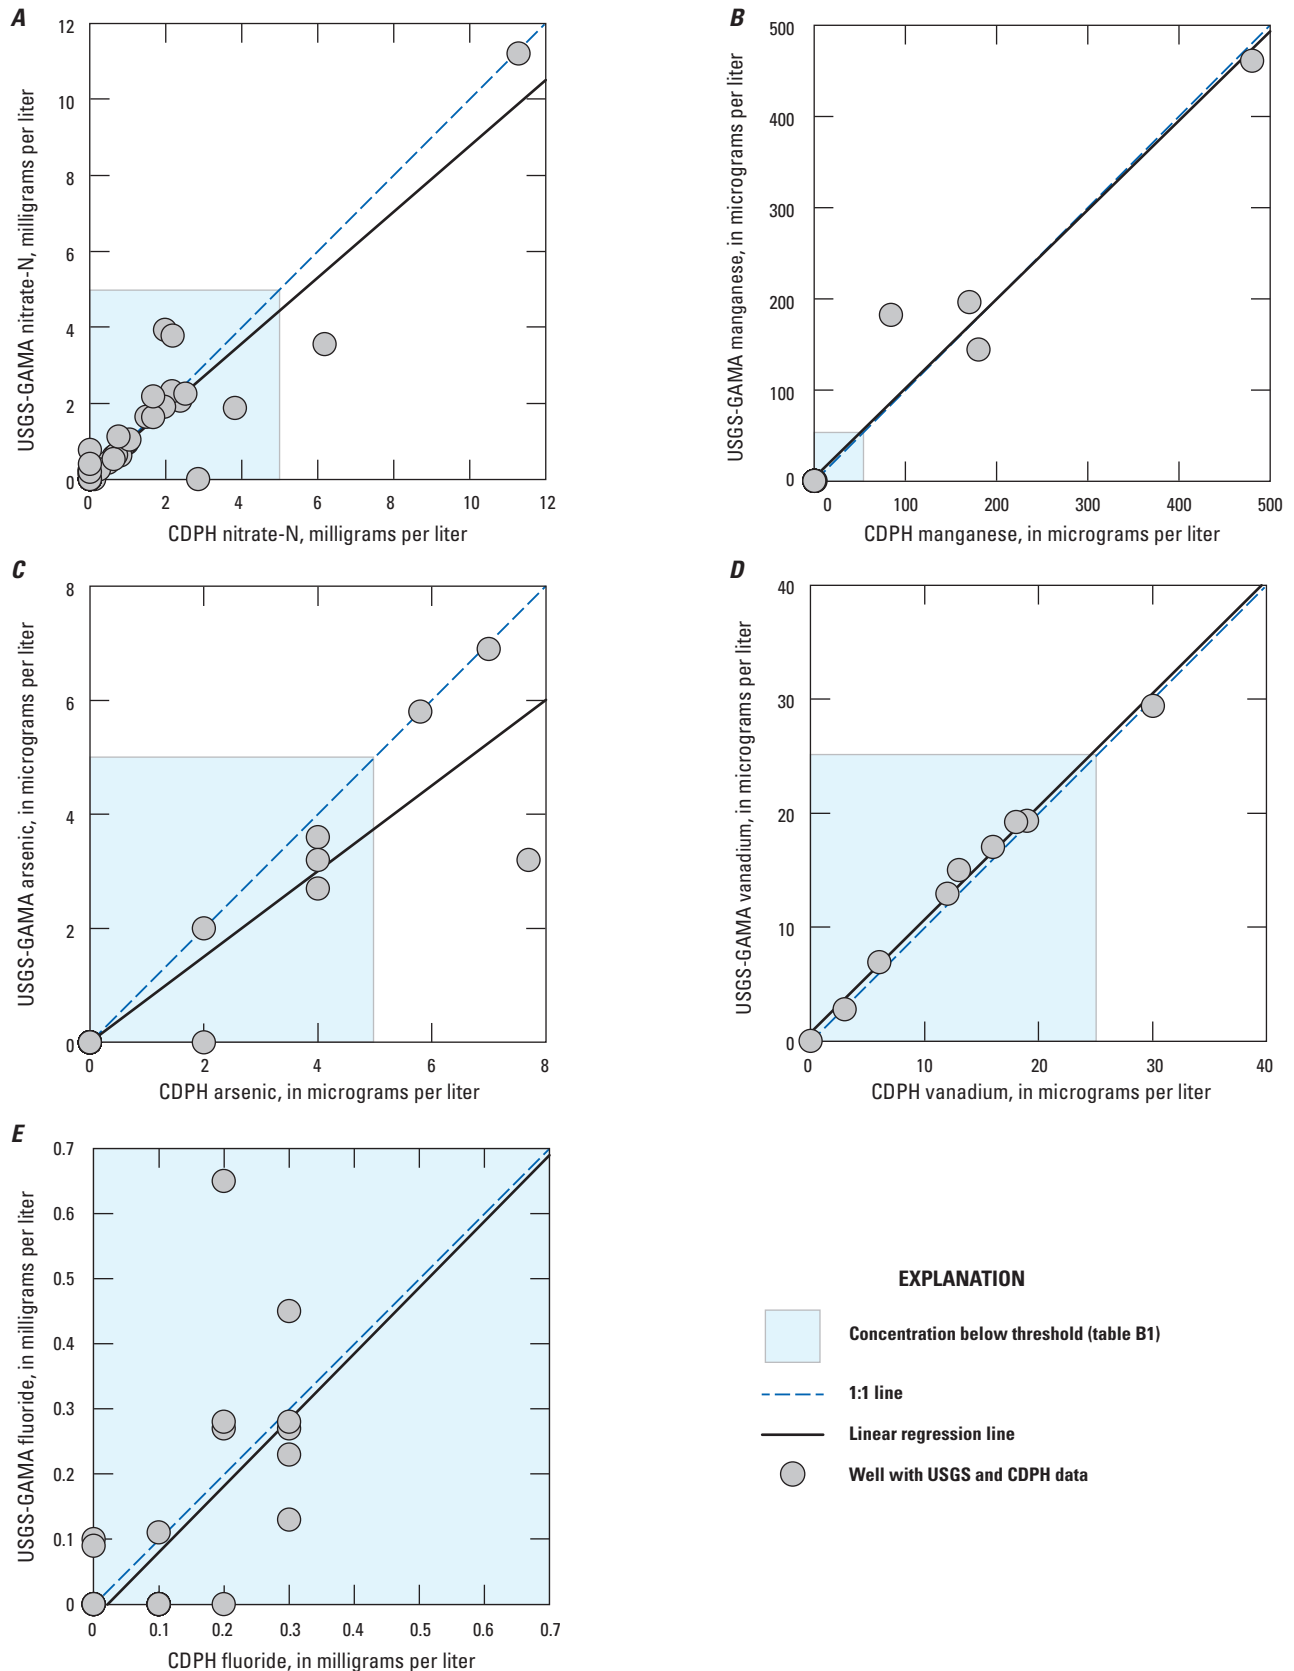 A
12
10
8
6
4
2
0
USGS-GAMA nitrate-N, milligrams per liter
0 2 4 6 8 10 12
CDPH nitrate-N, milligrams per liter
B
500
400
300
200
100
0
USGS-GAMA manganese, in micrograms per liter
0 100 200 300 400 500
CDPH manganese, in micrograms per liter
C
8
6
4
2
0
USGS-GAMA arsenic, in micrograms per liter
0 2 4 6 8
CDPH arsenic, in micrograms per liter
D
40
30
20
10
0
USGS-GAMA vanadium, in micrograms per liter
0 10 20 30 40
CDPH vanadium, in micrograms per liter
E
0.7
0.6
0.5
0.4
0.3
0.2
0.1
0
USGS-GAMA fluoride, in milligrams per liter
0 0.1 0.2 0.3 0.4 0.5 0.6 0.7
CDPH fluoride, in milligrams per liter
EXPLANATION
Concentration below threshold (table B1)
1:1 line
Linear regression line
Well with USGS and CDPH data